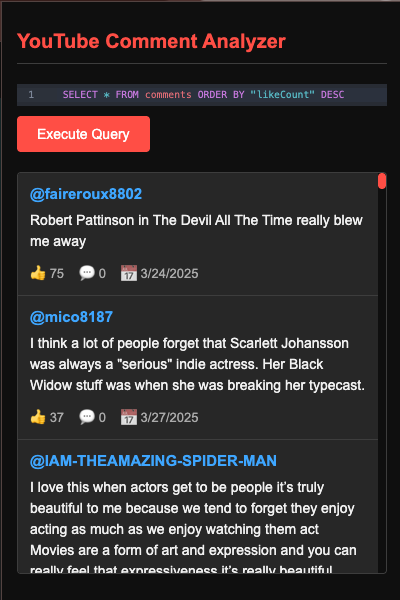 YouTube Comment Analyzer
1 SELECT * FROM comments ORDER BY "likeCount" DESC
Execute Query
@faireroux8802
Robert Pattinson in The Devil All The Time really blew
me away
👍 75 💬 0 📅 3/24/2025
@mico8187
I think a lot of people forget that Scarlett Johansson
was always a "serious" indie actress. Her Black
Widow stuff was when she was breaking her typecast.
👍 37 💬 0 📅 3/27/2025
@IAM-THEAMAZING-SPIDER-MAN
I love this when actors get to be people it's truly
beautiful to me because we tend to forget they enjoy
acting as much as we enjoy watching them act
Movies are a form of art and expression and you can
really feel that expressiveness it's really beautiful